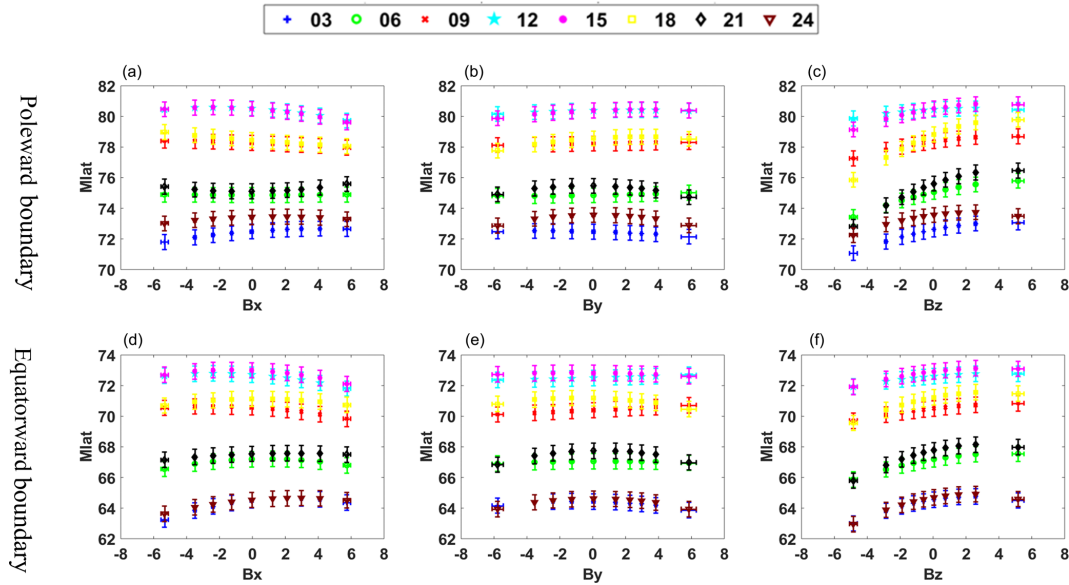 03 06 09 12 15 18 21 24
(a) (b) (c)
Poleward boundary
Mlat
82
80
78
76
74
72
70
-8 -6 -4 -2 0 2 4 6 8
Bx
82
80
78
76
74
72
70
-8 -6 -4 -2 0 2 4 6 8
By
Mlat
82
80
78
76
74
72
70
-8 -6 -4 -2 0 2 4 6 8
Bz
(d) (e) (f)
Equatorward boundary
Mlat
74
72
70
68
66
64
62
-8 -6 -4 -2 0 2 4 6 8
Bx
Mlat
74
72
70
68
66
64
62
-8 -6 -4 -2 0 2 4 6 8
By
Mlat
74
72
70
68
66
64
62
-8 -6 -4 -2 0 2 4 6 8
Bz